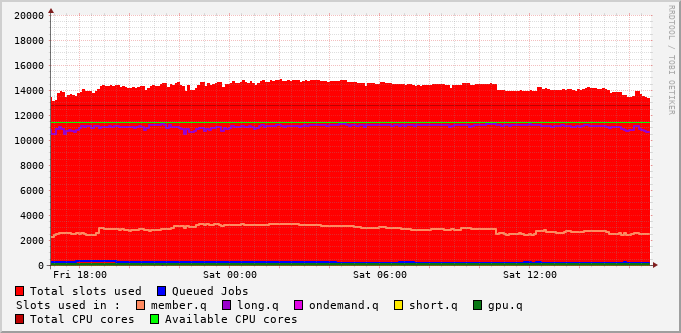 20000
18000
16000
14000
12000
10000
8000
6000
4000
2000
0
Fri 18:00 Sat 00:00 Sat 06:00 Sat 12:00
RRDTOOL / TOBI OETIKER
Total slots used Queued Jobs
Slots used in : member.q long.q ondemand.q short.q gpu.q
Total CPU cores Available CPU cores